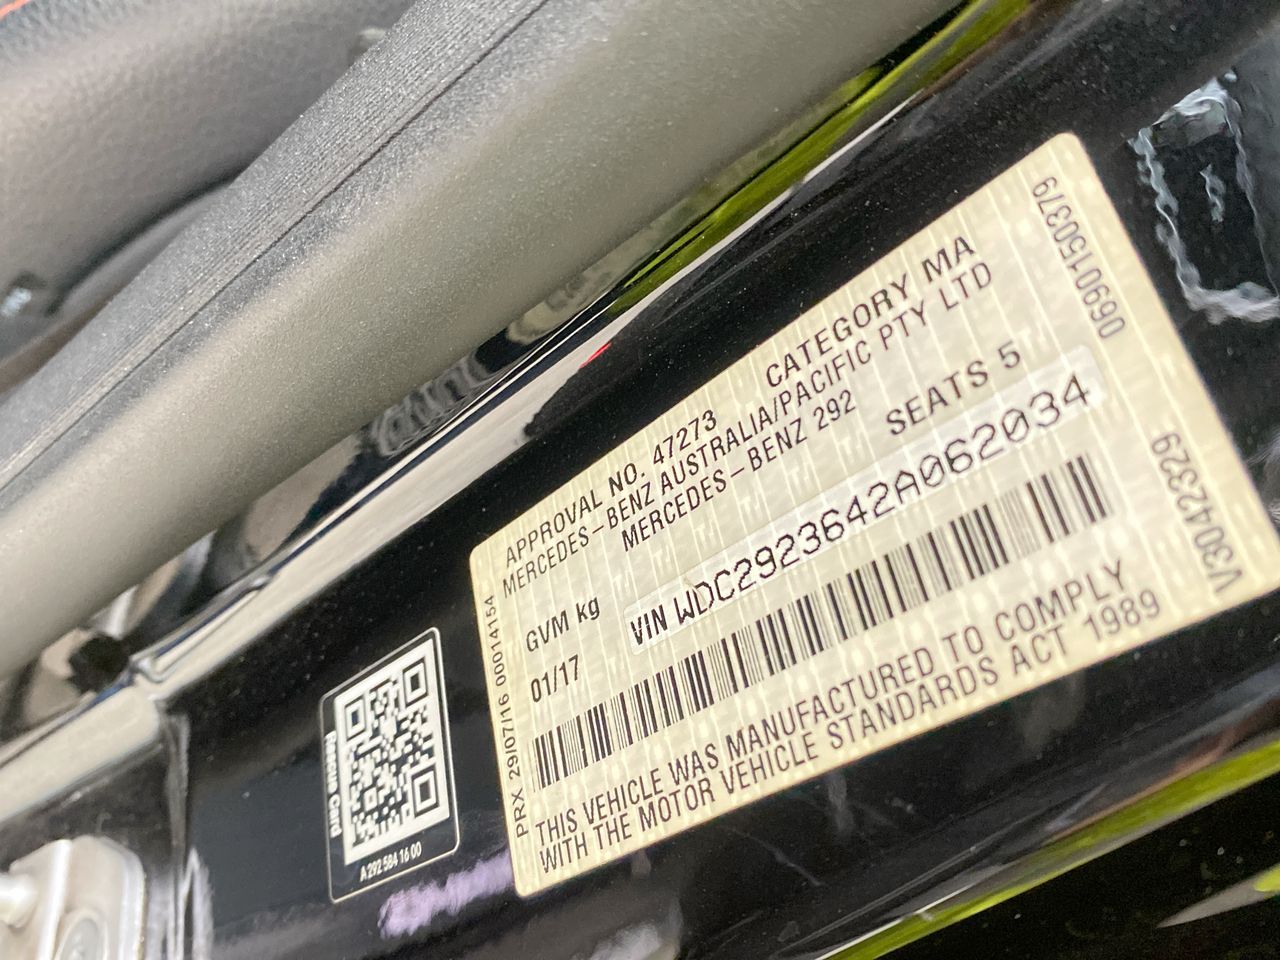 APPROVAL NO. 47273 CATEGORY MA
MERCEDES-BENZ AUSTRALIA/PACIFIC PTY LTD
MERCEDES-BENZ 292
GVM kg SEATS 5
01/17 VIN WDC2923642A062034
THIS VEHICLE WAS MANUFACTURED TO COMPLY
WITH THE MOTOR VEHICLE STANDARDS ACT 1989
PRX 29/07/16 00014154
06901150379
V3042329
Rescue Card
A 292 584 16 00